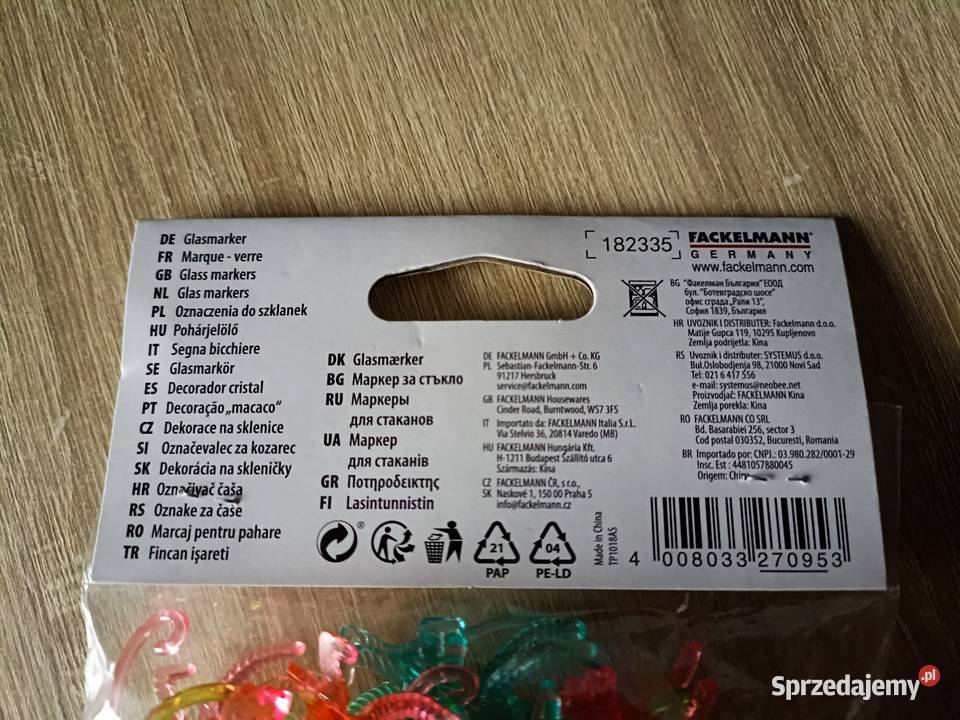 DE Glasmarker
FR Marque - verre
GB Glass markers
NL Glas markers
PL Oznaczenia do szklanek
HU Pohárjelölő
IT Segna bicchiere
SE Glasmarkör
ES Decorador cristal
PT Decoração „macaco“
CZ Dekorace na sklenice
SI Označevalec za kozarec
SK Dekorácia na skleničky
HR Označivač čaša
RS Oznake za čaše
RO Marcaj pentru pahare
TR Fincan işareti
DK Glasmærker
BG Маркер за стъкло
RU Маркеры
для стаканов
UA Маркер
для стаканів
GR Ποτηροδεικτης
FI Lasintunnistin
DE FACKELMANN GmbH + Co. KG
PL Sebastian-Fackelmann-Str. 6
91217 Hersbruck
service@fackelmann.com
GB FACKELMANN Housewares
Cinder Road, Burntwood, WS7 3FS
IT Importato da: FACKELMANN Italia S.r.L.
Via Stelvio 36, 20814 Varedo (MB)
HU FACKELMANN Hungária Kft.
H-1211 Budapest Szállító utca 6
Származás: Kína
CZ FACKELMANN ČR, s.r.o.,
SK Naskové 1, 150 00 Praha 5
info@fackelmann.cz
182335
FACKELMANN
GERMANY
www.fackelmann.com
BG "Факелман България" ЕООД
бул. "Ботевградско шосе"
офис сграда „Рали 13",
София 1839, България
HR UVOZNIK I DISTRIBUTER: Fackelmann d.o.o.
Matije Gupca 119, 10295 Kupljenovo
Zemlja podrijetla: Kina
RS Uvoznik i distributer: SYSTEMUS d.o.o.
Bul.Oslobodjenja 98, 21000 Novi Sad
Tel: 021 6 417 556
e-mail: systemus@neobee.net
Proizvodjač: FACKELMANN Kina
Zemlja porekla: Kina
RO FACKELMANN CO SRL
Bd. Basarabiei 256, sector 3
Cod postal 030352, Bucuresti, Romania
BR Importado por: CNPJ.: 03.980.282/0001-29
Insc. Est : 4481057880045
Origem: China
®
21
PAP
04
PE-LD
Made in China
TP1018AS
4 008033 270953
Sprzedajemy.pl